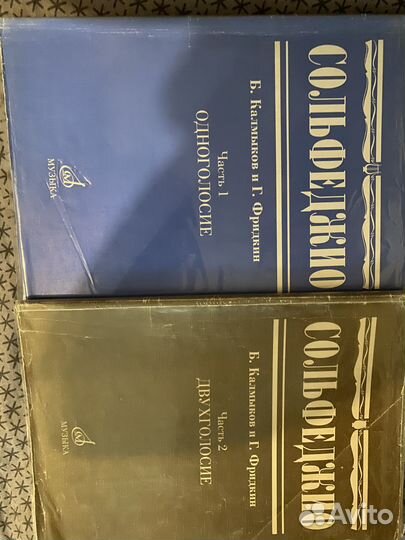 Б. Калмыков и Г. Фридкин
СОЛЬФЕДЖИО
Часть 1
ОДНОГОЛОСИЕ
МУЗЫКА
Б. Калмыков и Г. Фридкин
СОЛЬФЕДЖИО
Часть 2
ДВУХГОЛОСИЕ
МУЗЫКА
Avito